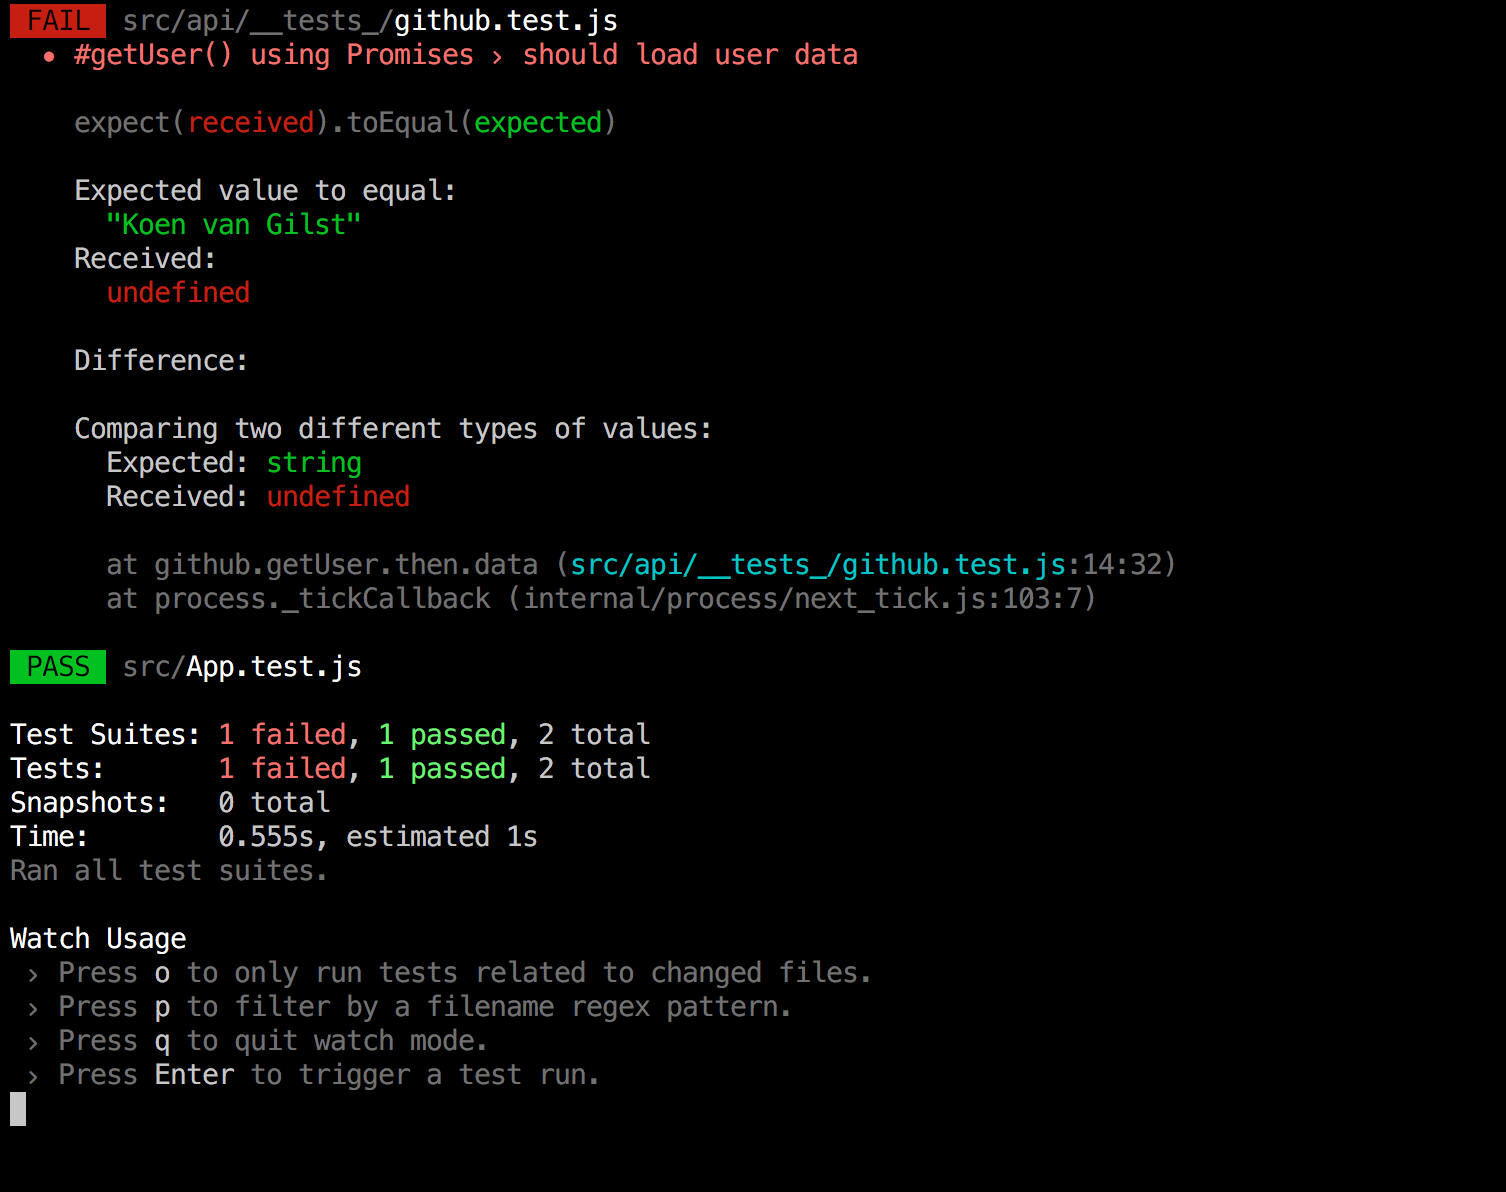 FAIL src/api/__tests_/github.test.js
• #getUser() using Promises › should load user data
expect(received).toEqual(expected)
Expected value to equal:
"Koen van Gilst"
Received:
undefined
Difference:
Comparing two different types of values:
Expected: string
Received: undefined
at github.getUser.then.data (src/api/__tests_/github.test.js:14:32)
at process._tickCallback (internal/process/next_tick.js:103:7)
PASS src/App.test.js
Test Suites: 1 failed, 1 passed, 2 total
Tests: 1 failed, 1 passed, 2 total
Snapshots: 0 total
Time: 0.555s, estimated 1s
Ran all test suites.
Watch Usage
› Press o to only run tests related to changed files.
› Press p to filter by a filename regex pattern.
› Press q to quit watch mode.
› Press Enter to trigger a test run.